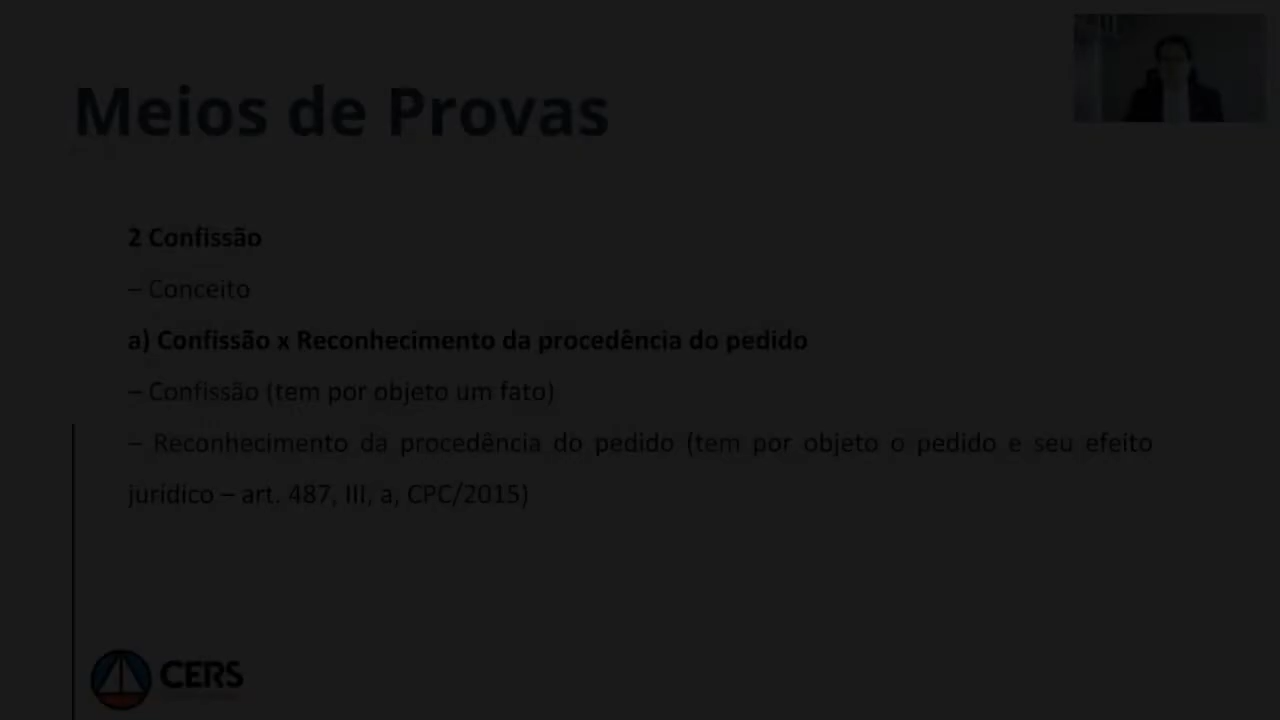 Meios de Provas
2 Confissão
– Conceito
a) Confissão x Reconhecimento da procedência do pedido
– Confissão (tem por objeto um fato)
– Reconhecimento da procedência do pedido (tem por objeto o pedido e seu efeito
jurídico – art. 487, III, a, CPC/2015)
CERS